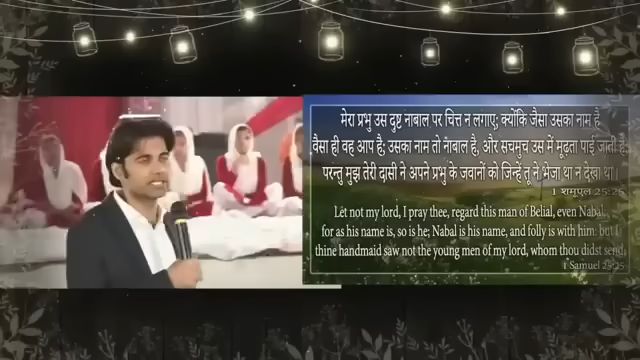 मेरा प्रभु उस दुष्ट नाबाल पर चित्त न लगाए; क्योंकि जैसा उसका नाम है
वैसा ही वह आप है; उसका नाम तो नाबाल है, और सचमुच उस में मूढ़ता पाई जाती है;
परन्तु मुझ तेरी दासी ने अपने प्रभु के जवानों को जिन्हें तू ने भेजा था न देखा था।
1 शमूएल 25:25
Let not my lord, I pray thee, regard this man of Belial, even Nabal:
for as his name is, so is he; Nabal is his name, and folly is with him: but I
thine handmaid saw not the young men of my lord, whom thou didst send.
1 Samuel 25:25